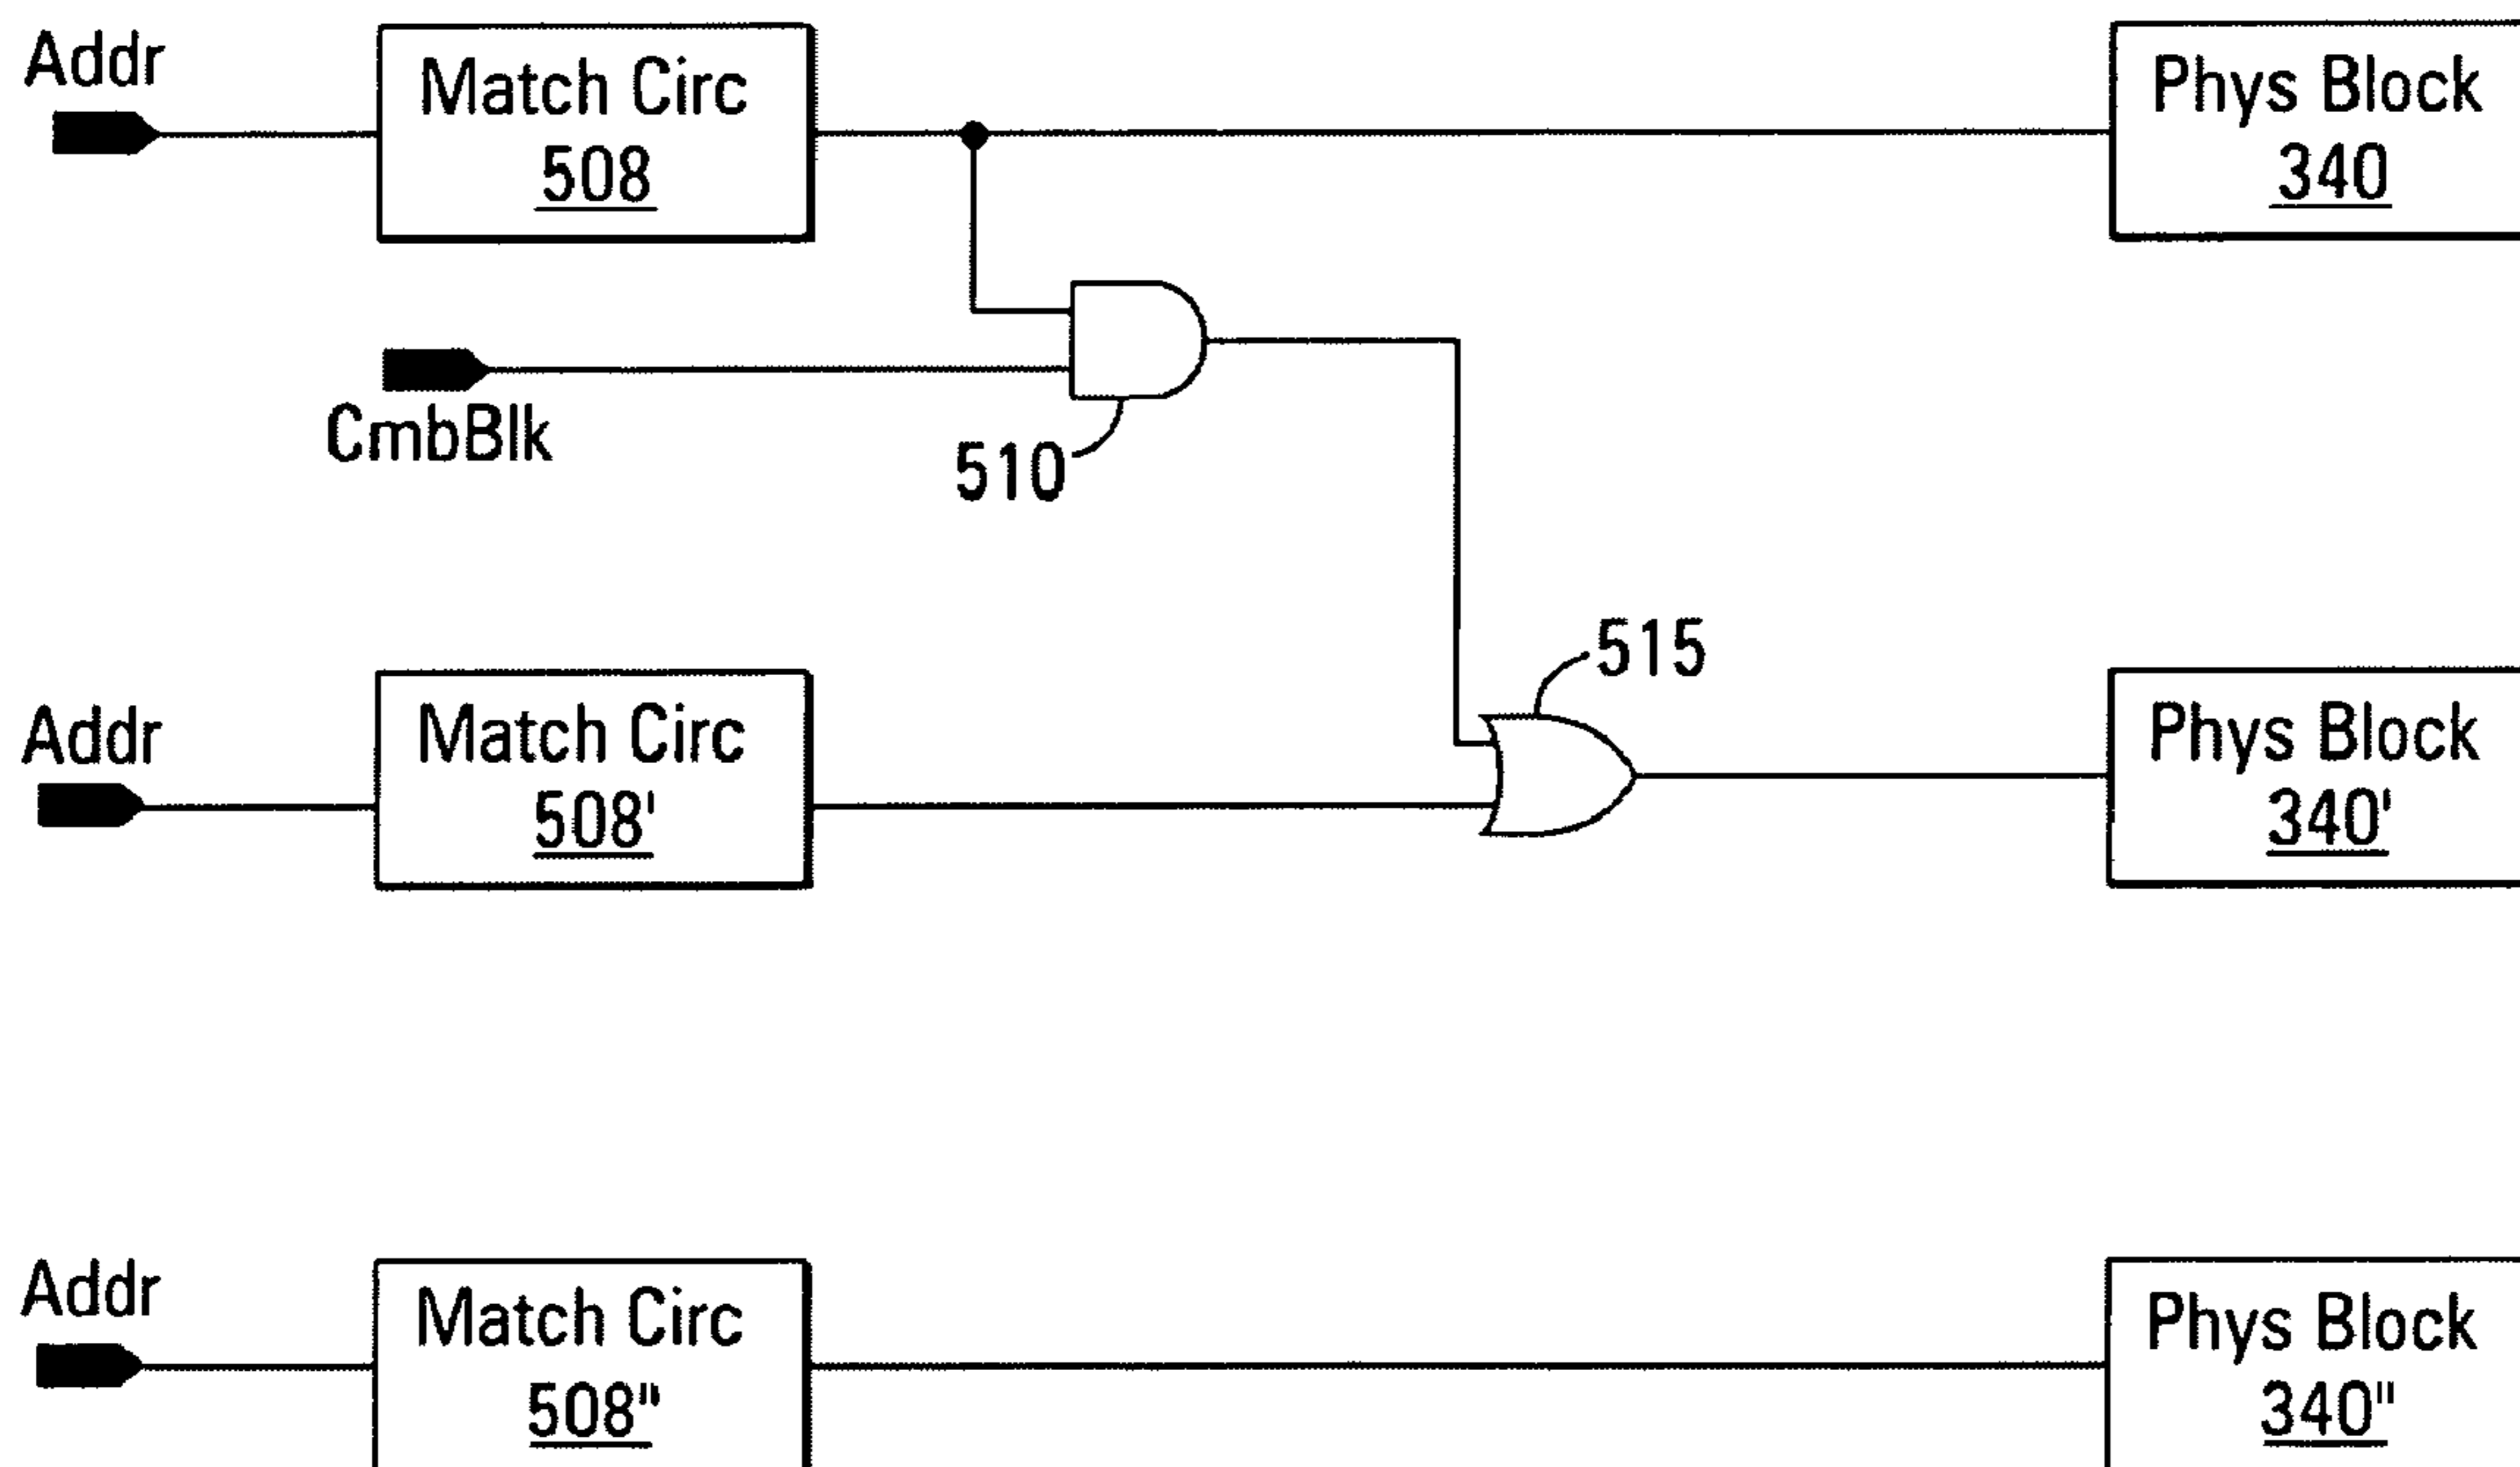 Addr
Match Circ
508
Phys Block
340
CmbBlk
510
515
Addr
Match Circ
508'
Phys Block
340'
Addr
Match Circ
508"
Phys Block
340"